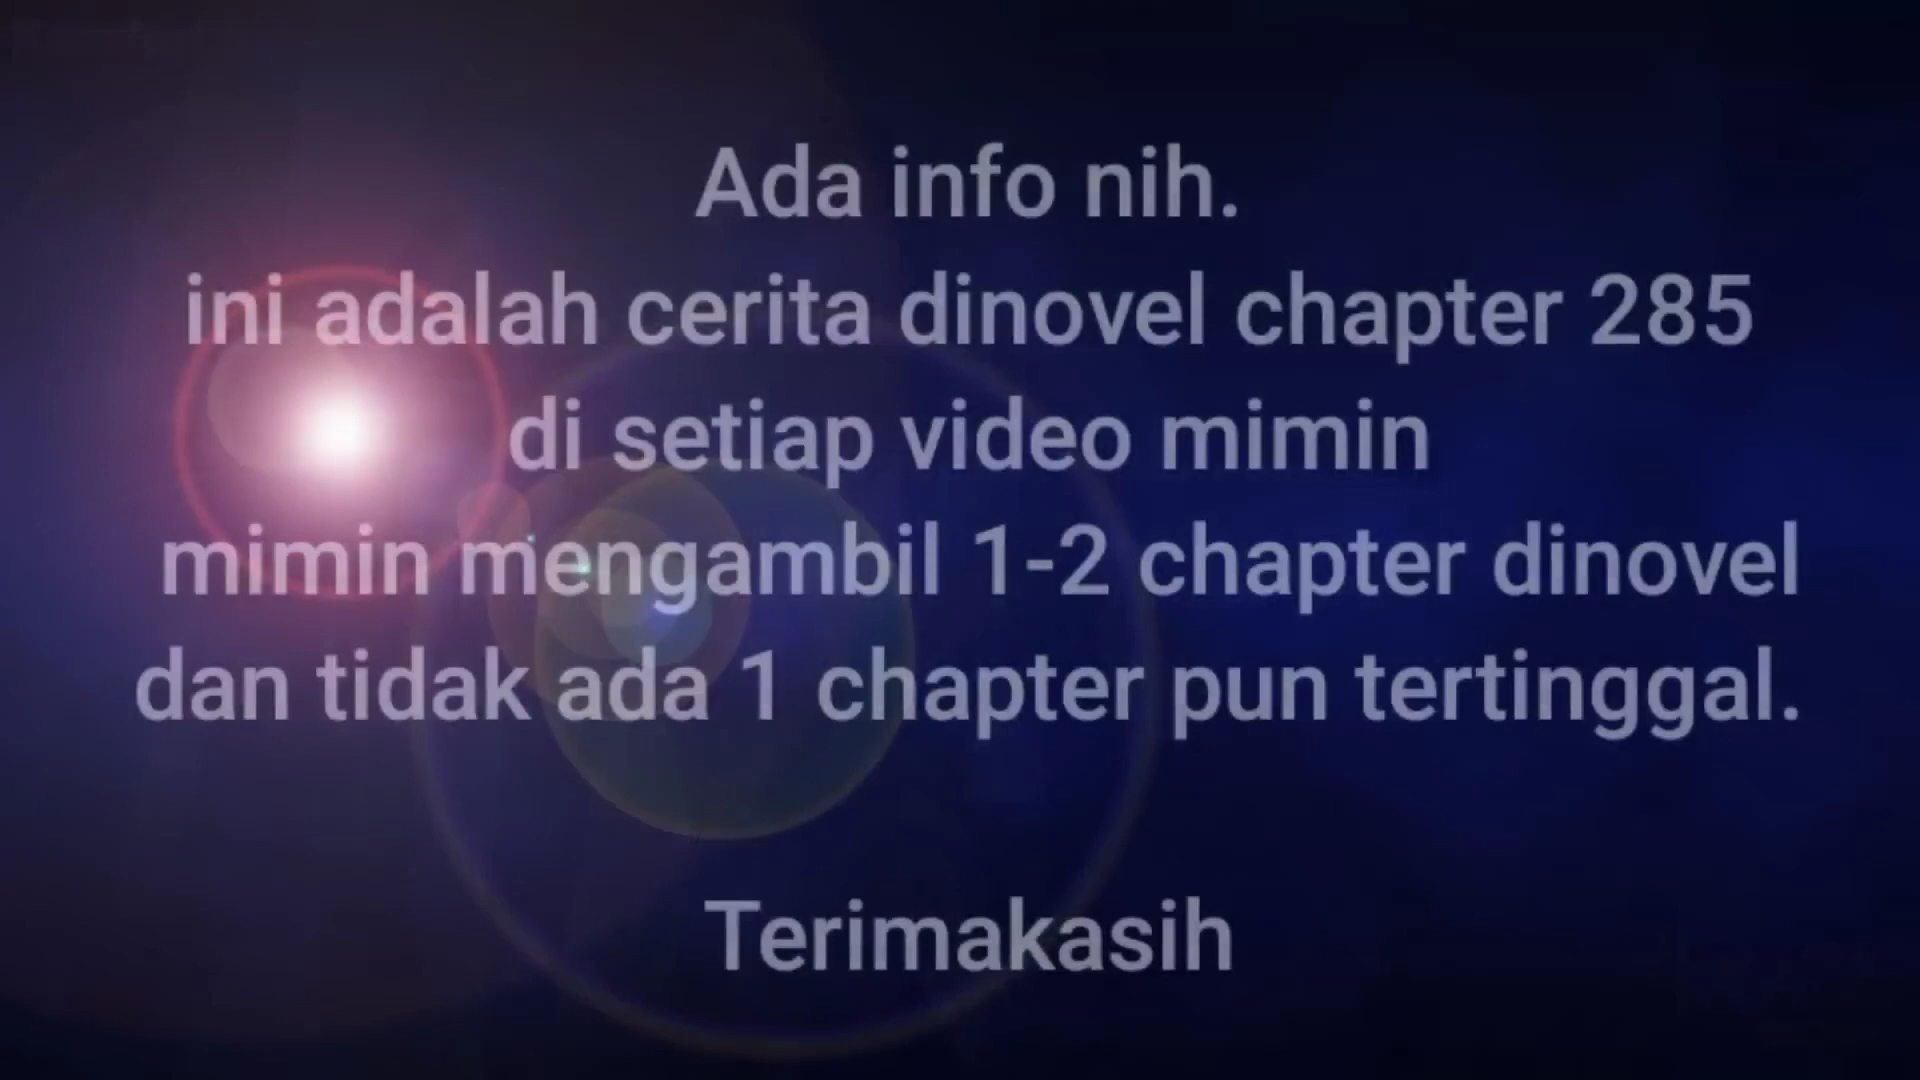 Ada info nih.
ini adalah cerita dinovel chapter 285
di setiap video mimin
mimin mengambil 1-2 chapter dinovel
dan tidak ada 1 chapter pun tertinggal.
Terimakasih